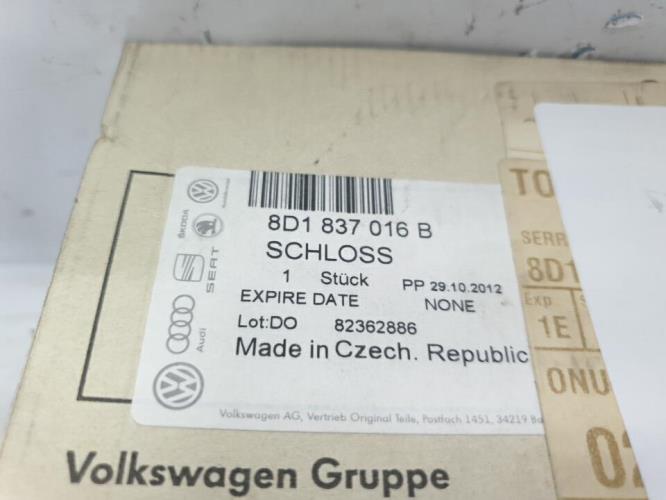 8D1 837 016 B
SCHLOSS
1 Stück PP 29.10.2012
EXPIRE DATE NONE
Lot:DO 82362886
Made in Czech. Republic
Volkswagen AG, Vertrieb Original Teile, Postfach 1451, 34219
Volkswagen Gruppe
ŠKODA
SEAT
Audi
TO
SERR
8D1
Exp
1E
ONU
02